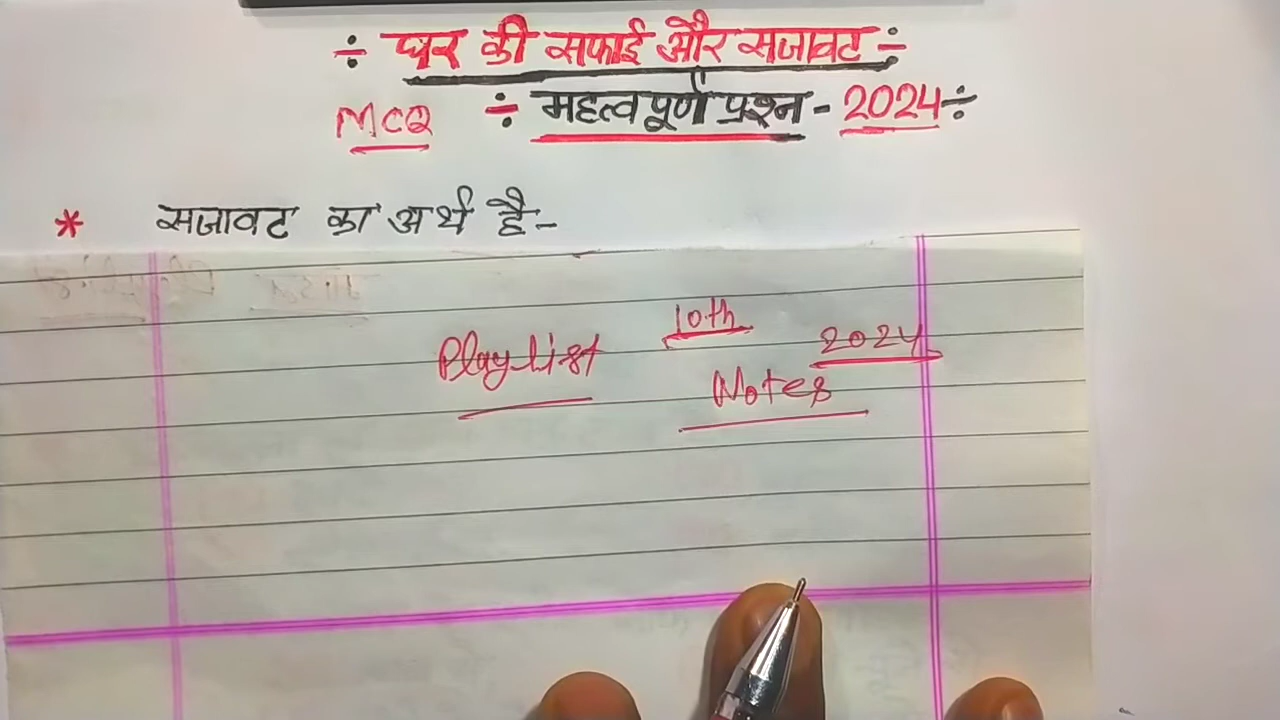 ÷ घर की सफाई और सजावट ÷
MCQ ÷ महत्वपूर्ण प्रश्न - 2024 ÷
* सजावट का अर्थ है-
10th
Playlist 2024
Notes